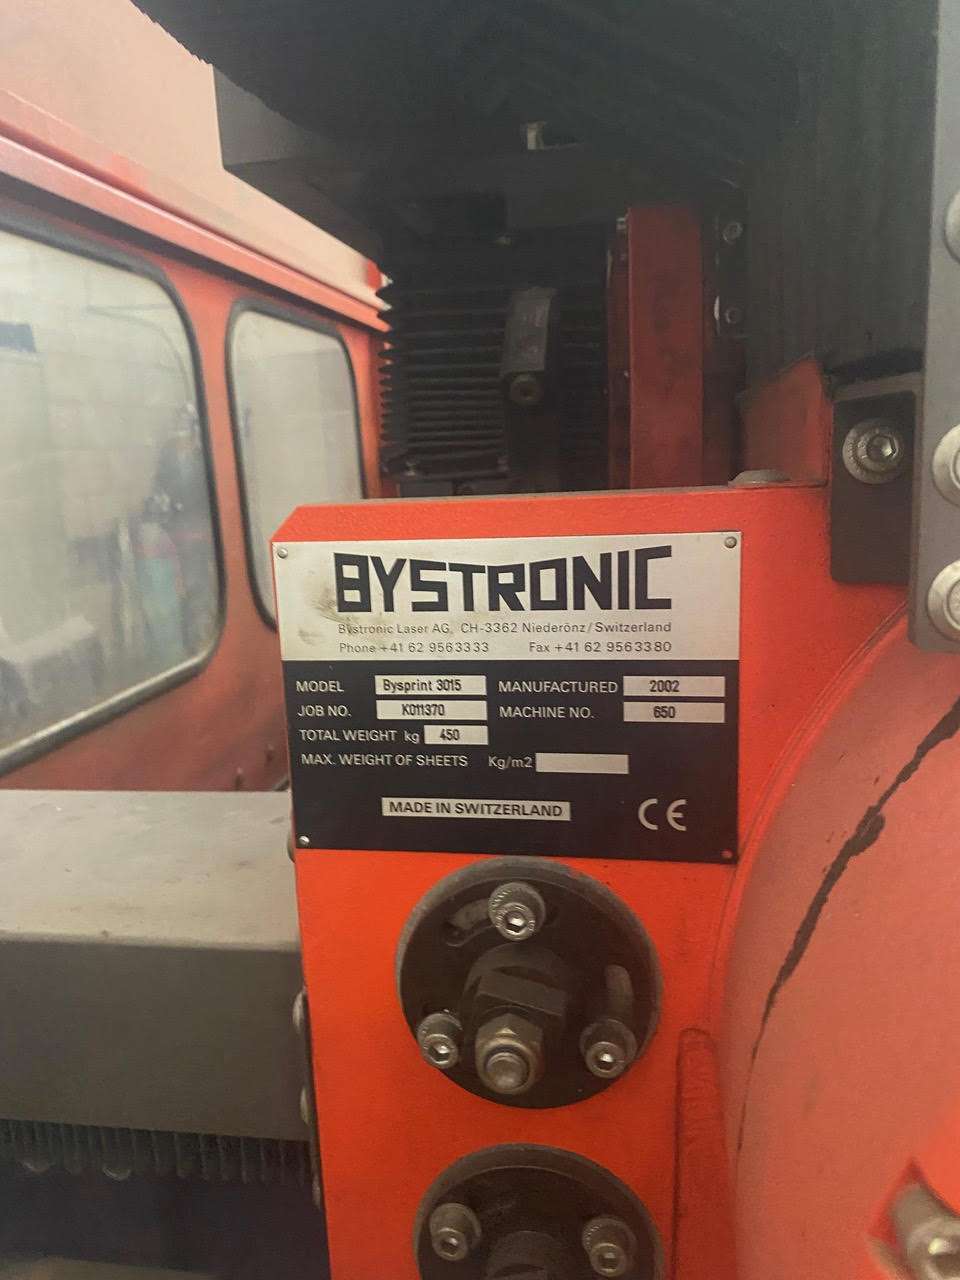 BYSTRONIC
Bystronic Laser AG, CH-3362 Niederönz/Switzerland
Phone +41 62 9563333 Fax +41 62 9563380
MODEL Bysprint 3015 MANUFACTURED 2002
JOB NO. K011370 MACHINE NO. 650
TOTAL WEIGHT kg 450
MAX. WEIGHT OF SHEETS Kg/m2
MADE IN SWITZERLAND CE